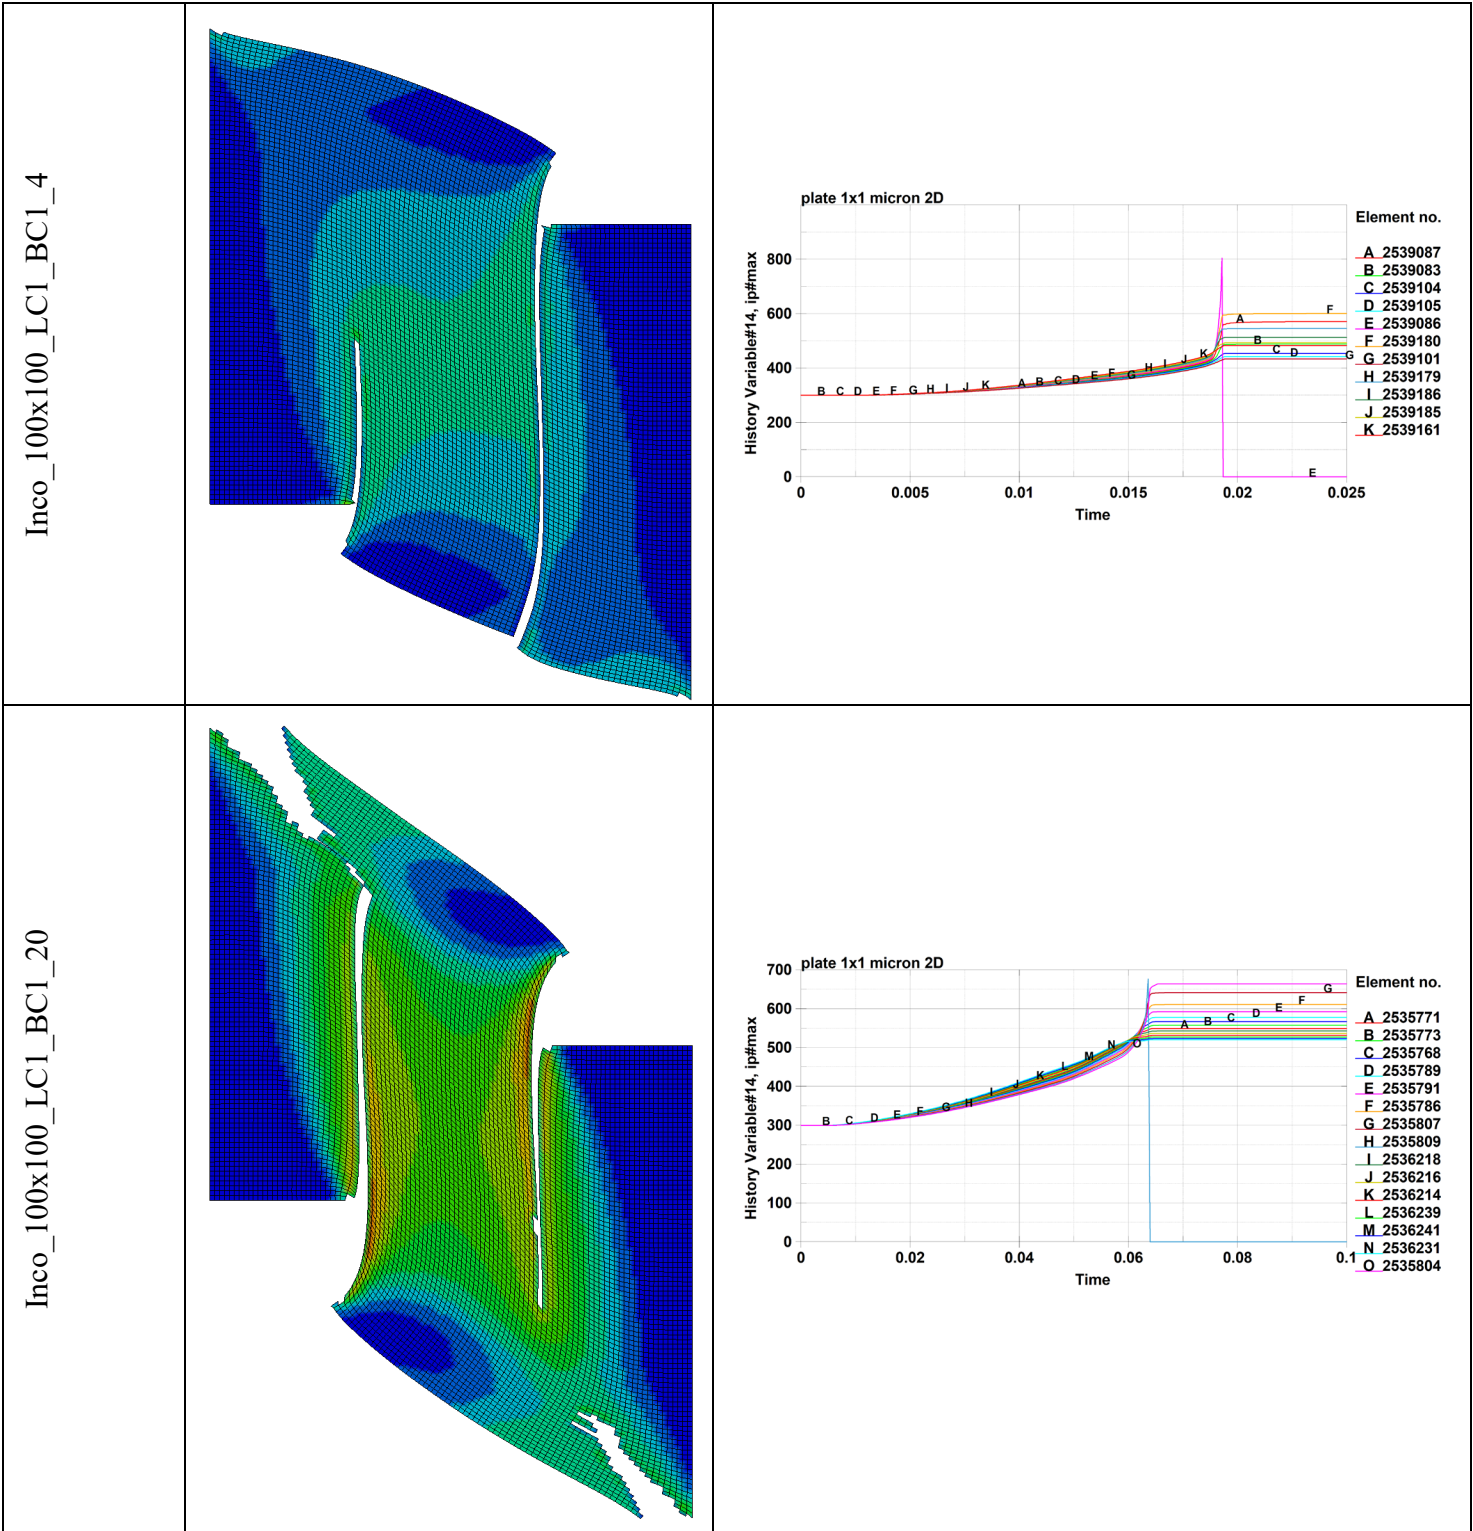 Inco_100x100_LC1_BC1_4
plate 1x1 micron 2D
History Variable#14, ip#max
800
600
400
200
0
0 0.005 0.01 0.015 0.02 0.025
Time
B C D E F G H I J K A B C D E F G H I J K
A B C D E F G
Element no.
A 2539087
B 2539083
C 2539104
D 2539105
E 2539086
F 2539180
G 2539101
H 2539179
I 2539186
J 2539185
K 2539161
Inco_100x100_LC1_BC1_20
plate 1x1 micron 2D
History Variable#14, ip#max
700
600
500
400
300
200
100
0
0 0.02 0.04 0.06 0.08 0.1
Time
B C D E F G H I J K L M N O
A B C D E F G
Element no.
A 2535771
B 2535773
C 2535768
D 2535789
E 2535791
F 2535786
G 2535807
H 2535809
I 2536218
J 2536216
K 2536214
L 2536239
M 2536241
N 2536231
O 2535804